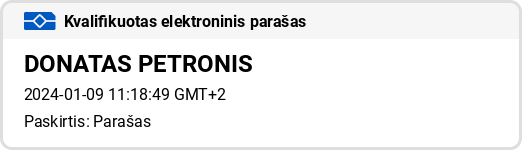 Kvalifikuotas elektroninis parašas
DONATAS PETRONIS
2024-01-09 11:18:49 GMT+2
Paskirtis: Parašas